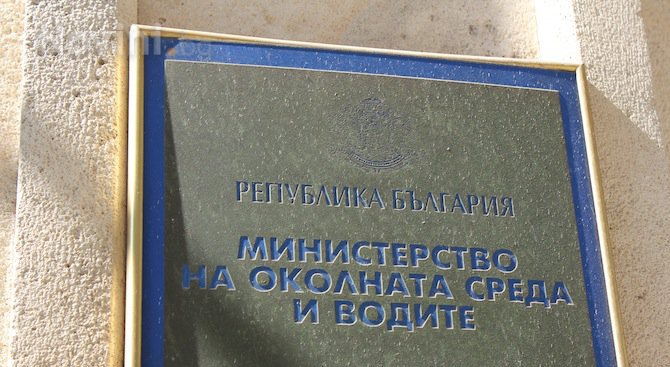 РЕПУБЛИКА БЪЛГАРИЯ
МИНИСТЕРСТВО
НА ОКОЛНАТА СРЕДА
И ВОДИТЕ